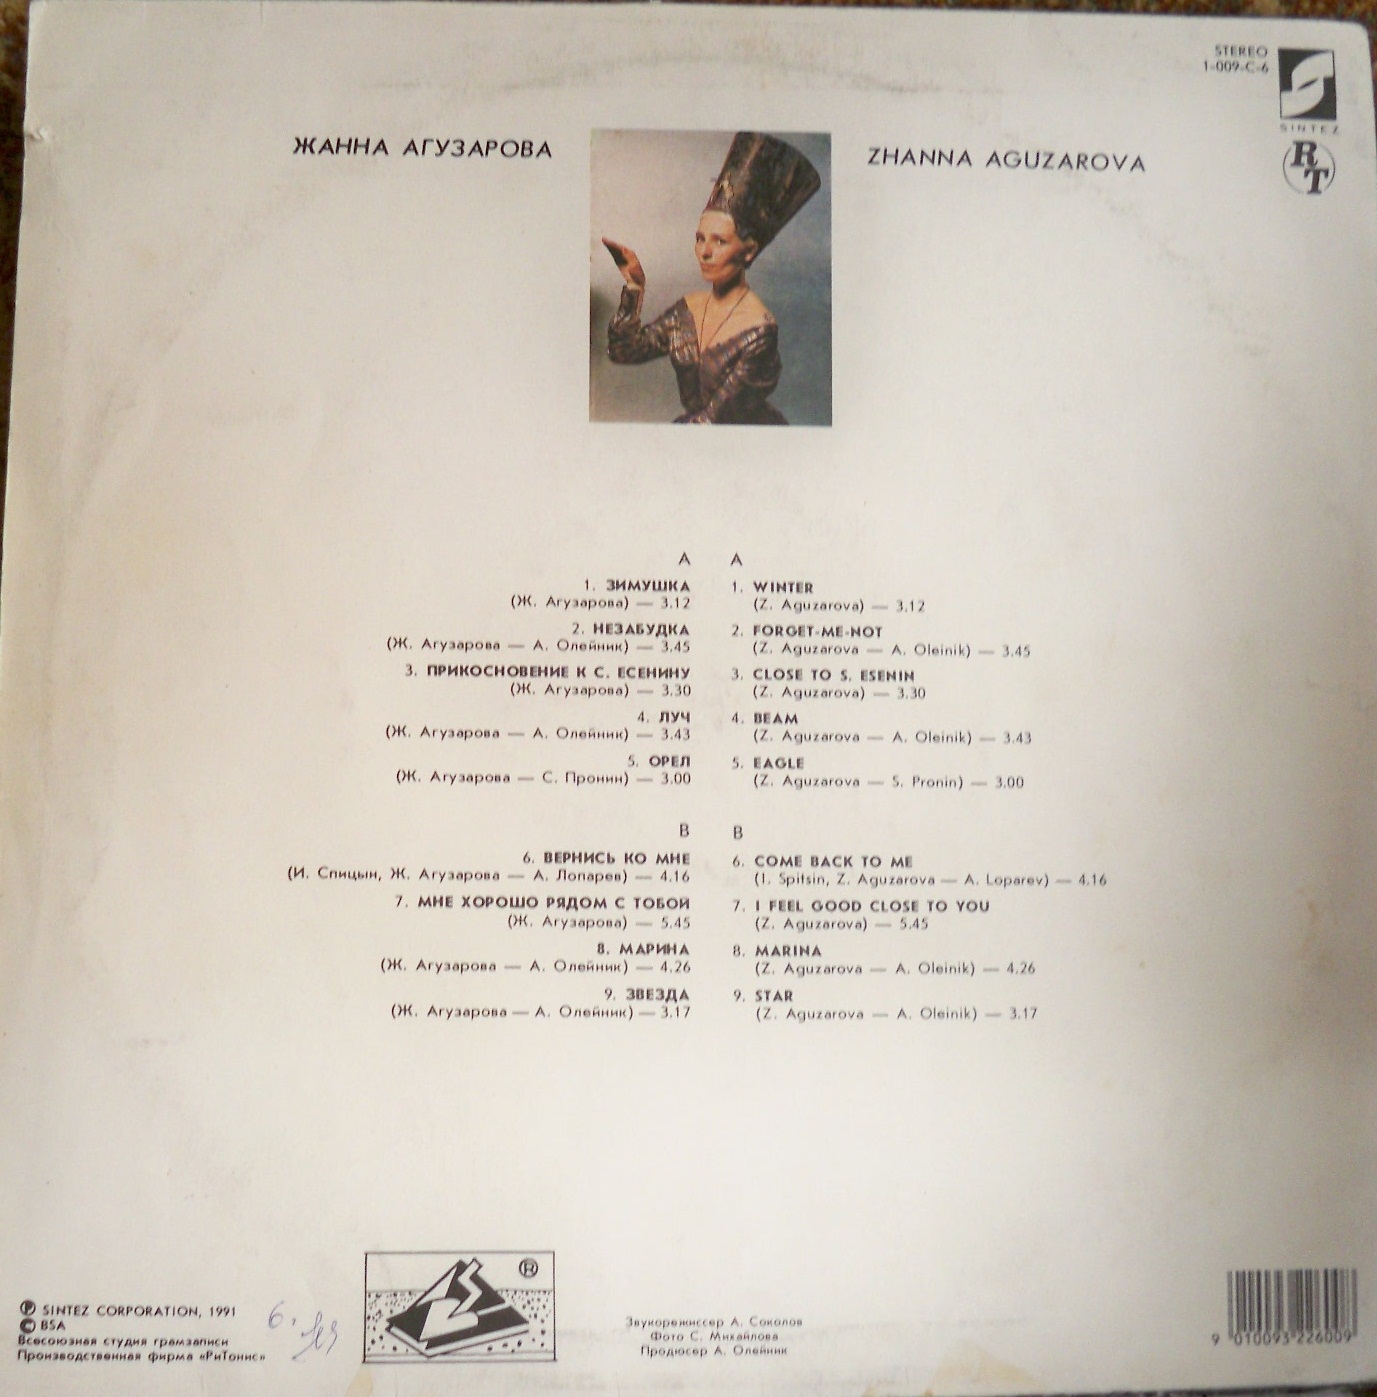 STEREO
1-009-C-6
SINTEZ
RT
ЖАННА АГУЗАРОВА
ZHANNA AGUZAROVA
A
1. ЗИМУШКА
(Ж. Агузарова) — 3.12
2. НЕЗАБУДКА
(Ж. Агузарова — А. Олейник) — 3.45
3. ПРИКОСНОВЕНИЕ К С. ЕСЕНИНУ
(Ж. Агузарова) — 3.30
4. ЛУЧ
(Ж. Агузарова — А. Олейник) — 3.43
5. ОРЕЛ
(Ж. Агузарова — С. Пронин) — 3.00
B
6. ВЕРНИСЬ КО МНЕ
(И. Спицын, Ж. Агузарова — А. Лопарев) — 4.16
7. МНЕ ХОРОШО РЯДОМ С ТОБОЙ
(Ж. Агузарова) — 5.45
8. МАРИНА
(Ж. Агузарова — А. Олейник) — 4.26
9. ЗВЕЗДА
(Ж. Агузарова — А. Олейник) — 3.17
A
1. WINTER
(Z. Aguzarova) — 3.12
2. FORGET-ME-NOT
(Z. Aguzarova — A. Oleinik) — 3.45
3. CLOSE TO S. ESENIN
(Z. Aguzarova) — 3.30
4. BEAM
(Z. Aguzarova — A. Oleinik) — 3.43
5. EAGLE
(Z. Aguzarova — S. Pronin) — 3.00
B
6. COME BACK TO ME
(I. Spitsin, Z. Aguzarova — A. Loparev) — 4.16
7. I FEEL GOOD CLOSE TO YOU
(Z. Aguzarova) — 5.45
8. MARINA
(Z. Aguzarova — A. Oleinik) — 4.26
9. STAR
(Z. Aguzarova — A. Oleinik) — 3.17
Ⓟ SINTEZ CORPORATION, 1991
© BSA
Всесоюзная студия грамзаписи
Производственная фирма «РиТонис»
®
Звукорежиссер А. Соколов
Фото С. Михайлова
Продюсер А. Олейник
9 010093 226009